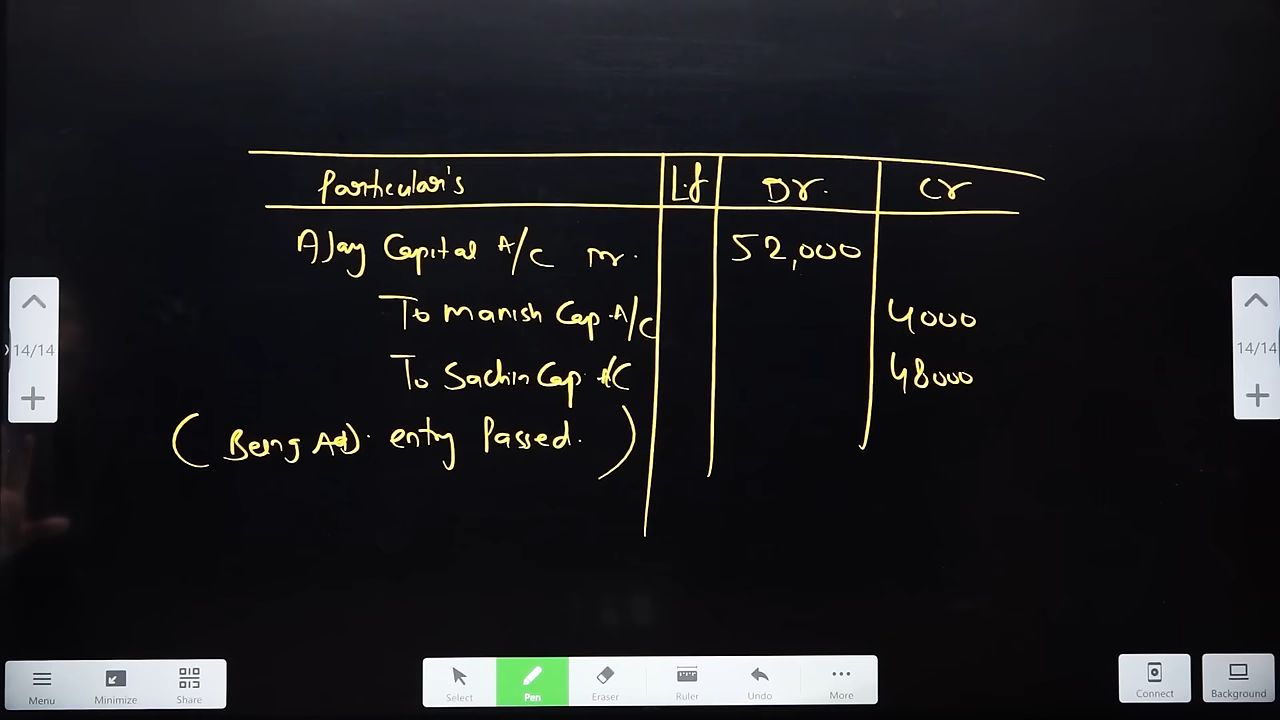 Particular's L.f Dr. Cr
AJay Capital A/C Dr. 52,000
To Manish Cap. A/C 4000
To Sachin Cap. A/C 48000
( Being Adj. entry Passed. )
14/14
14/14
Menu Minimize Share Select Pen Eraser Ruler Undo More Connect Background